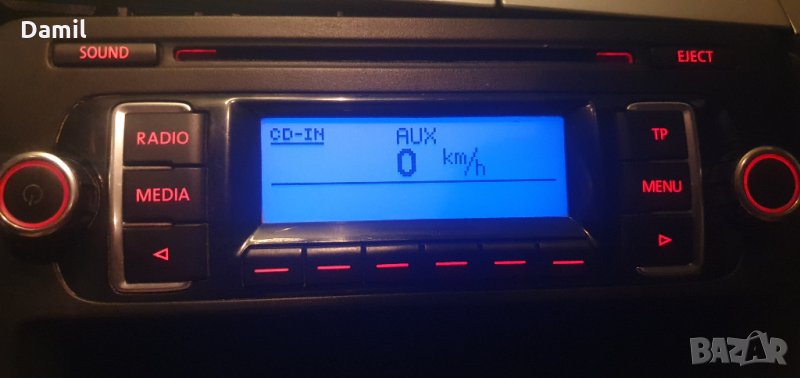 Damil
SOUND
EJECT
RADIO
CD-IN
AUX
TP
0 km/h
MEDIA
MENU
BAZAR